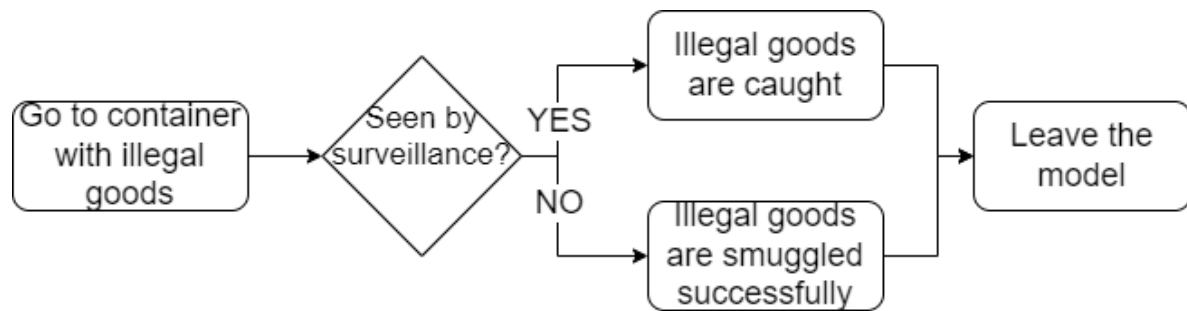 Go to container
with illegal
goods
Seen by
surveillance?
YES
NO
Illegal goods
are caught
Illegal goods
are smuggled
successfully
Leave the
model